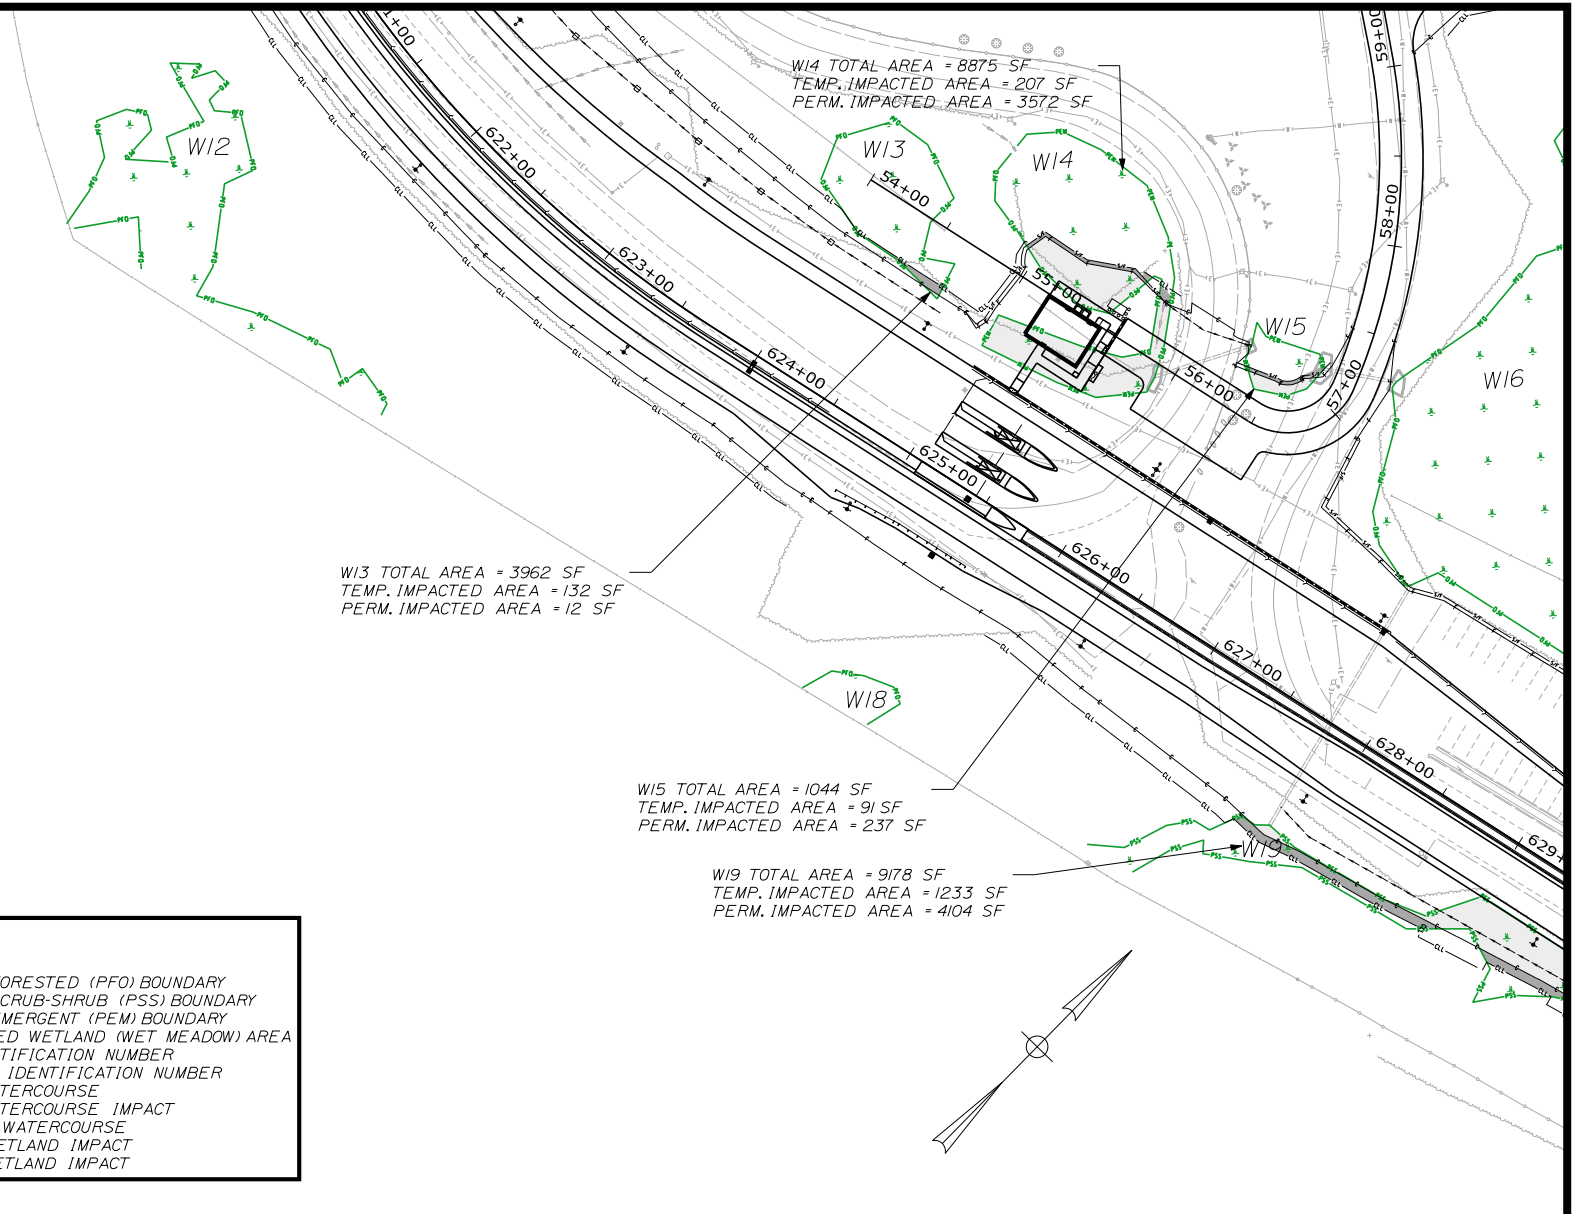 W14 TOTAL AREA = 8875 SF
TEMP. IMPACTED AREA = 207 SF
PERM. IMPACTED AREA = 3572 SF
W12
W13
W14
W15
W16
622+00
623+00
624+00
625+00
626+00
627+00
628+00
629+
54+00
55+00
56+00
57+00
58+00
59+00
W13 TOTAL AREA = 3962 SF
TEMP. IMPACTED AREA = 132 SF
PERM. IMPACTED AREA = 12 SF
W18
W15 TOTAL AREA = 1044 SF
TEMP. IMPACTED AREA = 91 SF
PERM. IMPACTED AREA = 237 SF
W19
W19 TOTAL AREA = 9178 SF
TEMP. IMPACTED AREA = 1233 SF
PERM. IMPACTED AREA = 4104 SF
ORESTED (PFO) BOUNDARY
CRUB-SHRUB (PSS) BOUNDARY
MERGENT (PEM) BOUNDARY
ED WETLAND (WET MEADOW) AREA
TIFICATION NUMBER
IDENTIFICATION NUMBER
TERCOURSE
TERCOURSE IMPACT
WATERCOURSE
ETLAND IMPACT
ETLAND IMPACT